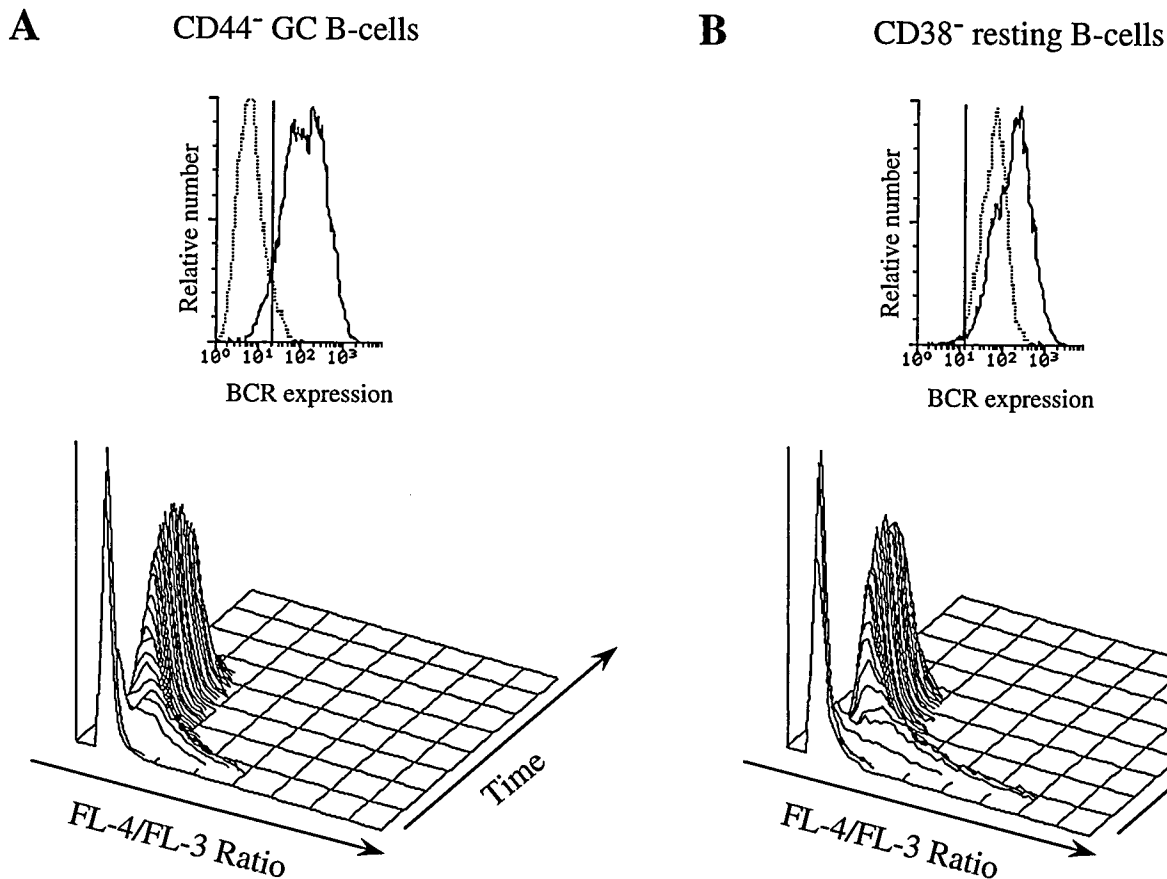 A
CD44⁻ GC B-cells
Relative number
10⁰ 10¹ 10² 10³
BCR expression
FL-4/FL-3 Ratio
Time
B
CD38⁻ resting B-cells
Relative number
10⁰ 10¹ 10² 10³
BCR expression
FL-4/FL-3 Ratio